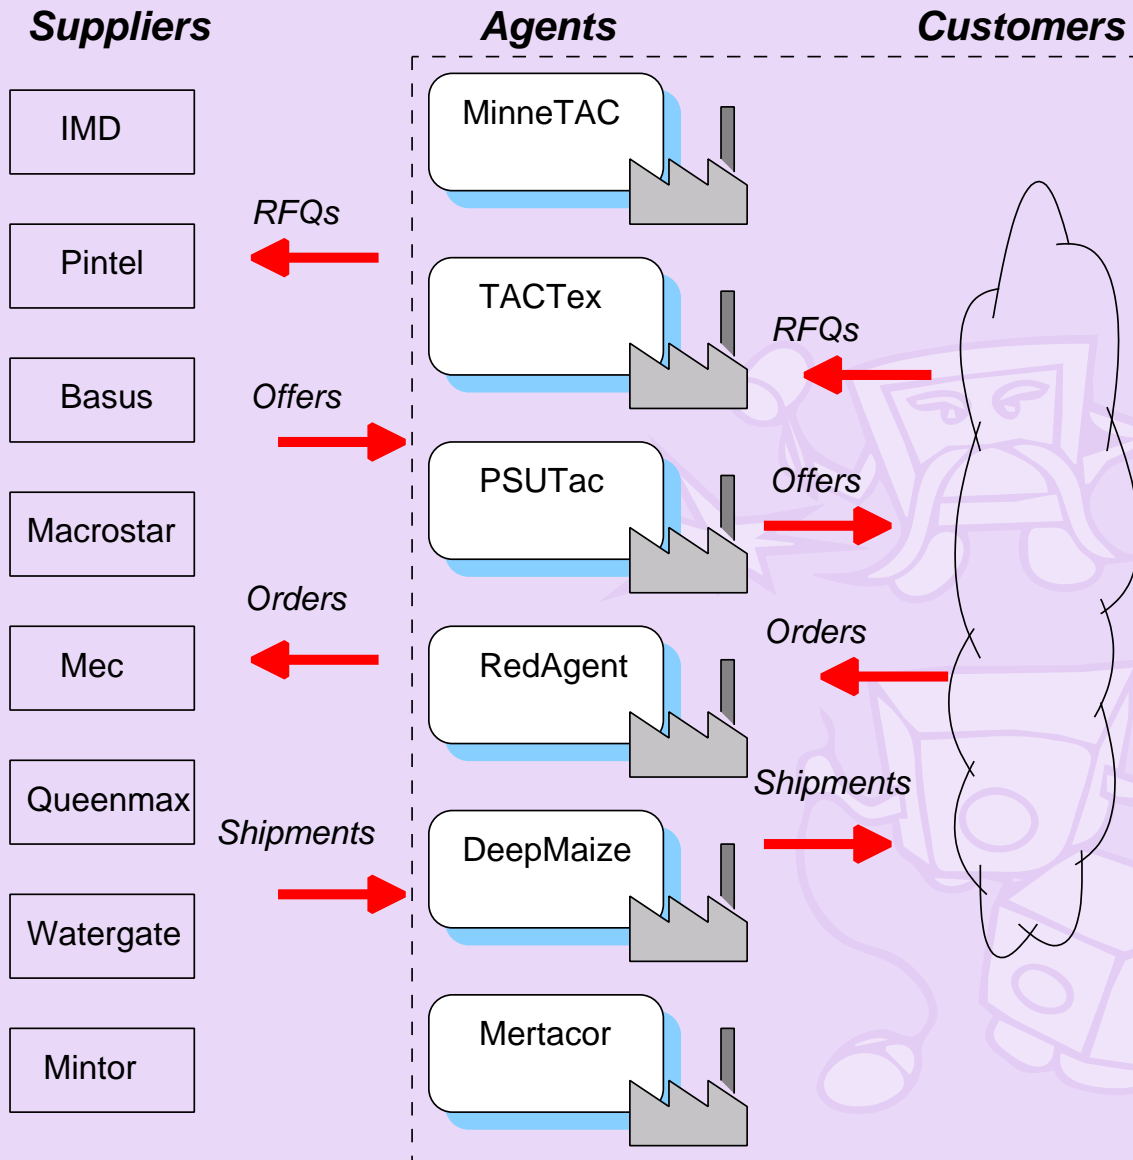 Suppliers
Agents
Customers
IMD
Pintel
Basus
Macrostar
Mec
Queenmax
Watergate
Mintor
RFQs
Offers
Orders
Shipments
MinneTAC
TACTex
PSUTac
RedAgent
DeepMaize
Mertacor
RFQs
Offers
Orders
Shipments